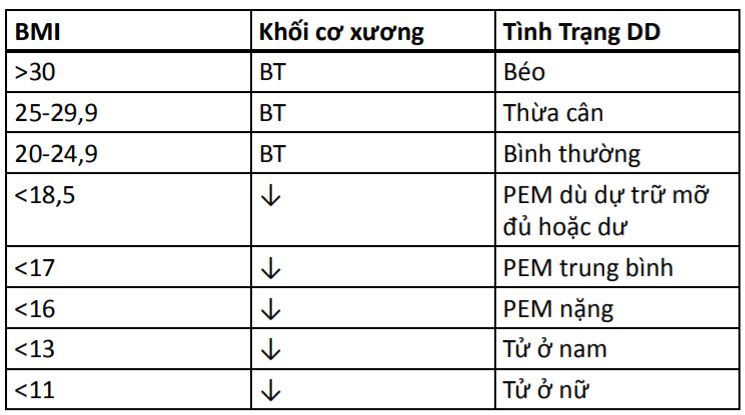 BMI Khối cơ xương Tình Trạng DD
>30 BT Béo
25-29,9 BT Thừa cân
20-24,9 BT Bình thường
<18,5 ↓ PEM dù dự trữ mỡ
đủ hoặc dư
<17 ↓ PEM trung bình
<16 ↓ PEM nặng
<13 ↓ Tử ở nam
<11 ↓ Tử ở nữ